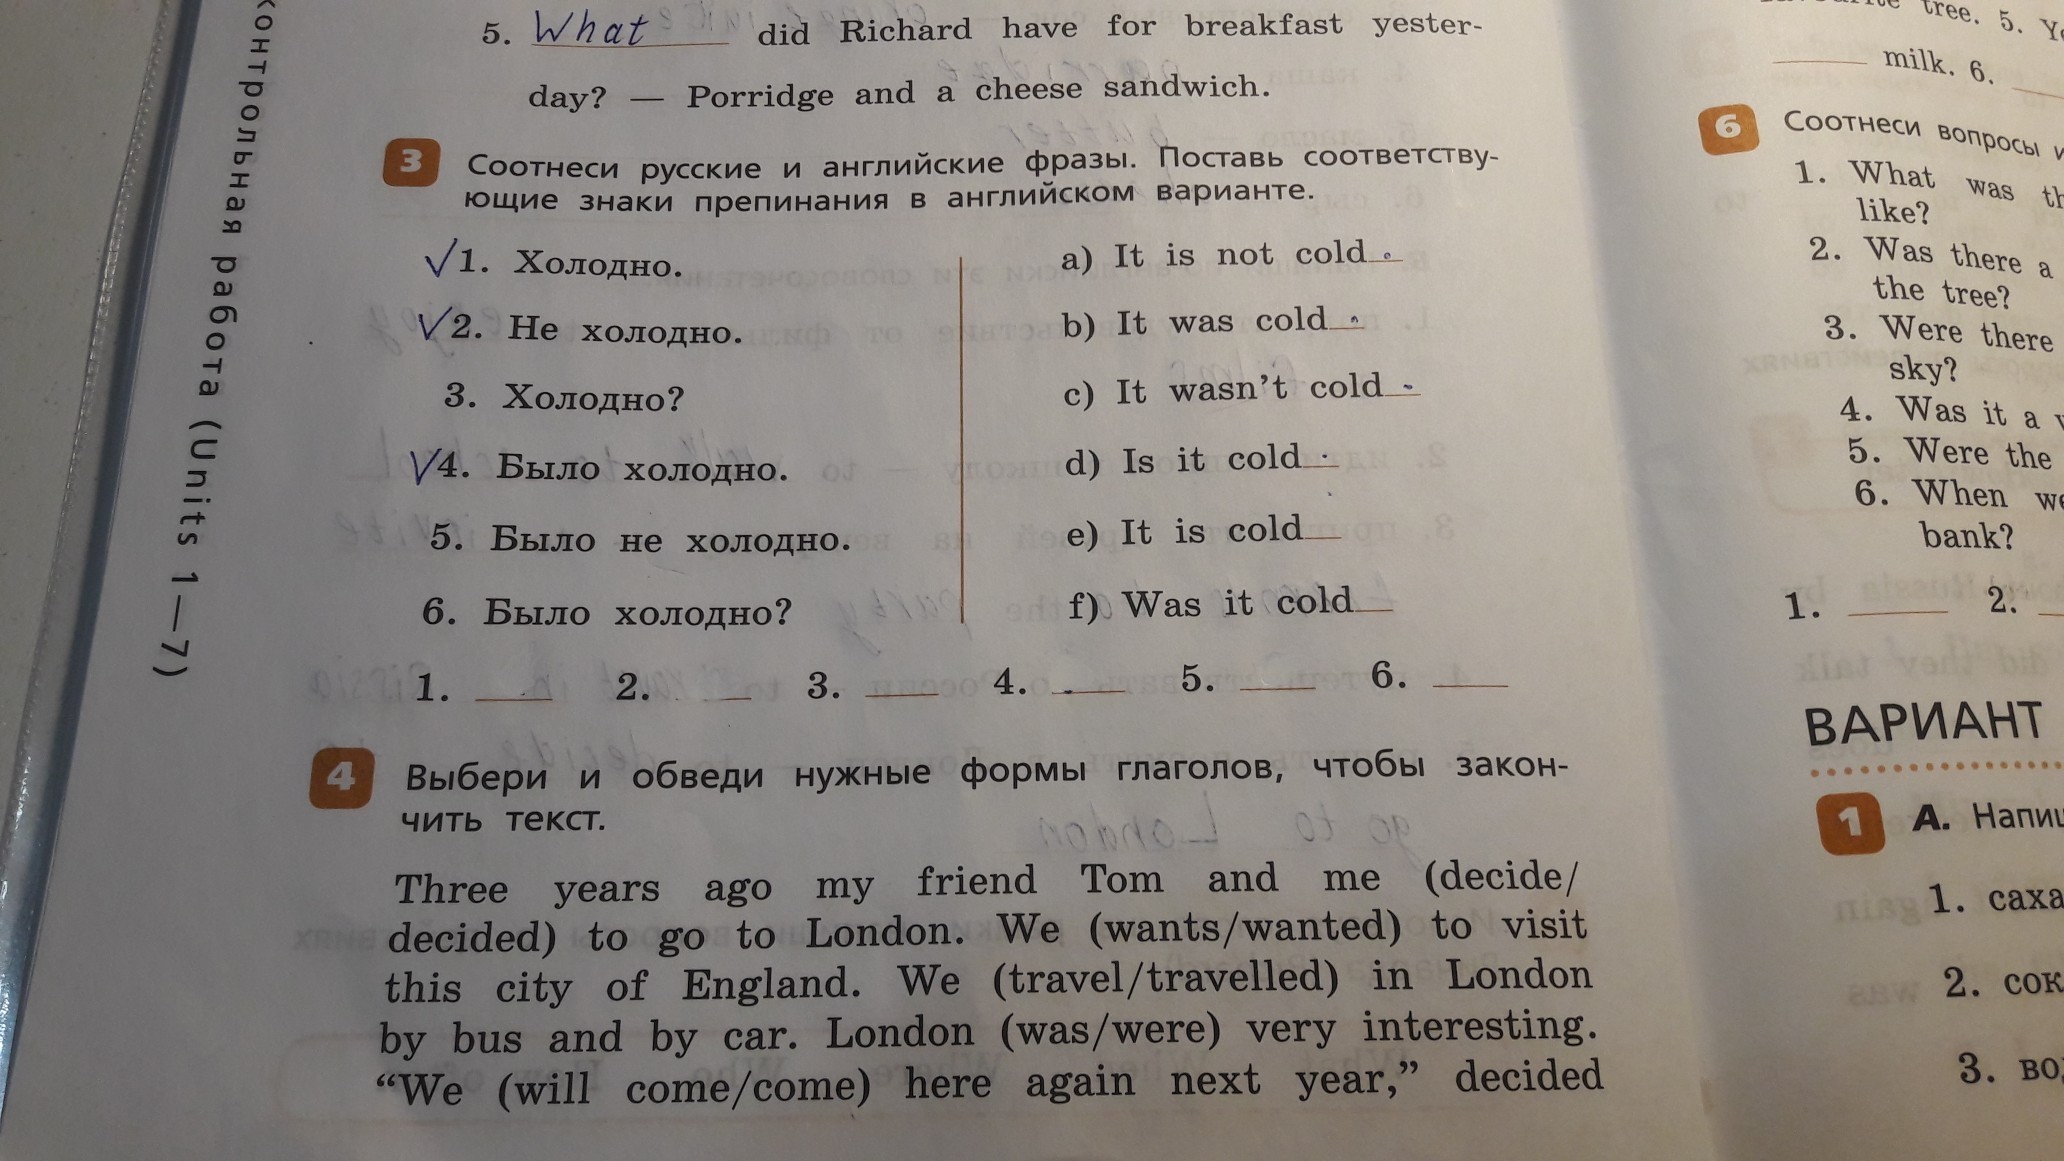 контрольная работа (Units 1—7)
5. What did Richard have for breakfast yester-
day? — Porridge and a cheese sandwich.
3 Соотнеси русские и английские фразы. Поставь соответству-
ющие знаки препинания в английском варианте.
√1. Холодно.
√2. Не холодно.
3. Холодно?
√4. Было холодно.
5. Было не холодно.
6. Было холодно?
a) It is not cold .
b) It was cold .
c) It wasn't cold .
d) Is it cold
e) It is cold
f) Was it cold
1. 2. 3. 4. 5. 6.
4 Выбери и обведи нужные формы глаголов, чтобы закон-
чить текст.
Three years ago my friend Tom and me (decide/
decided) to go to London. We (wants/wanted) to visit
this city of England. We (travel/travelled) in London
by bus and by car. London (was/were) very interesting.
“We (will come/come) here again next year,” decided
tree. 5.
milk. 6.
6 Соотнеси вопросы
1. What was
like?
2. Was there a
the tree?
3. Were there
sky?
4. Was it a
5. Were the
6. When
bank?
1. 2.
ВАРИАНТ
1 А. 
1.
2. сок
3.